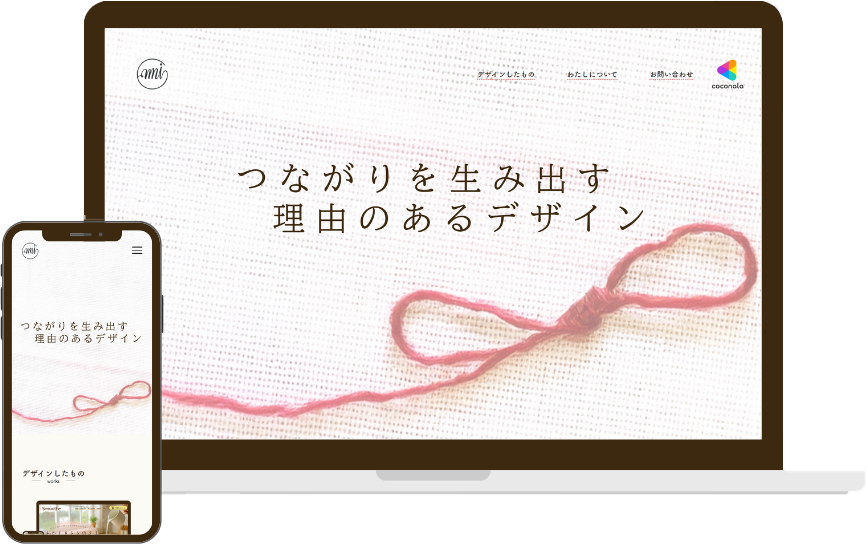 mni
デザインしたもの
わたしについて
お問い合わせ
coconala
つながりを生み出す
理由のあるデザイン
mni
つながりを生み出す
理由のあるデザイン
デザインしたもの
works